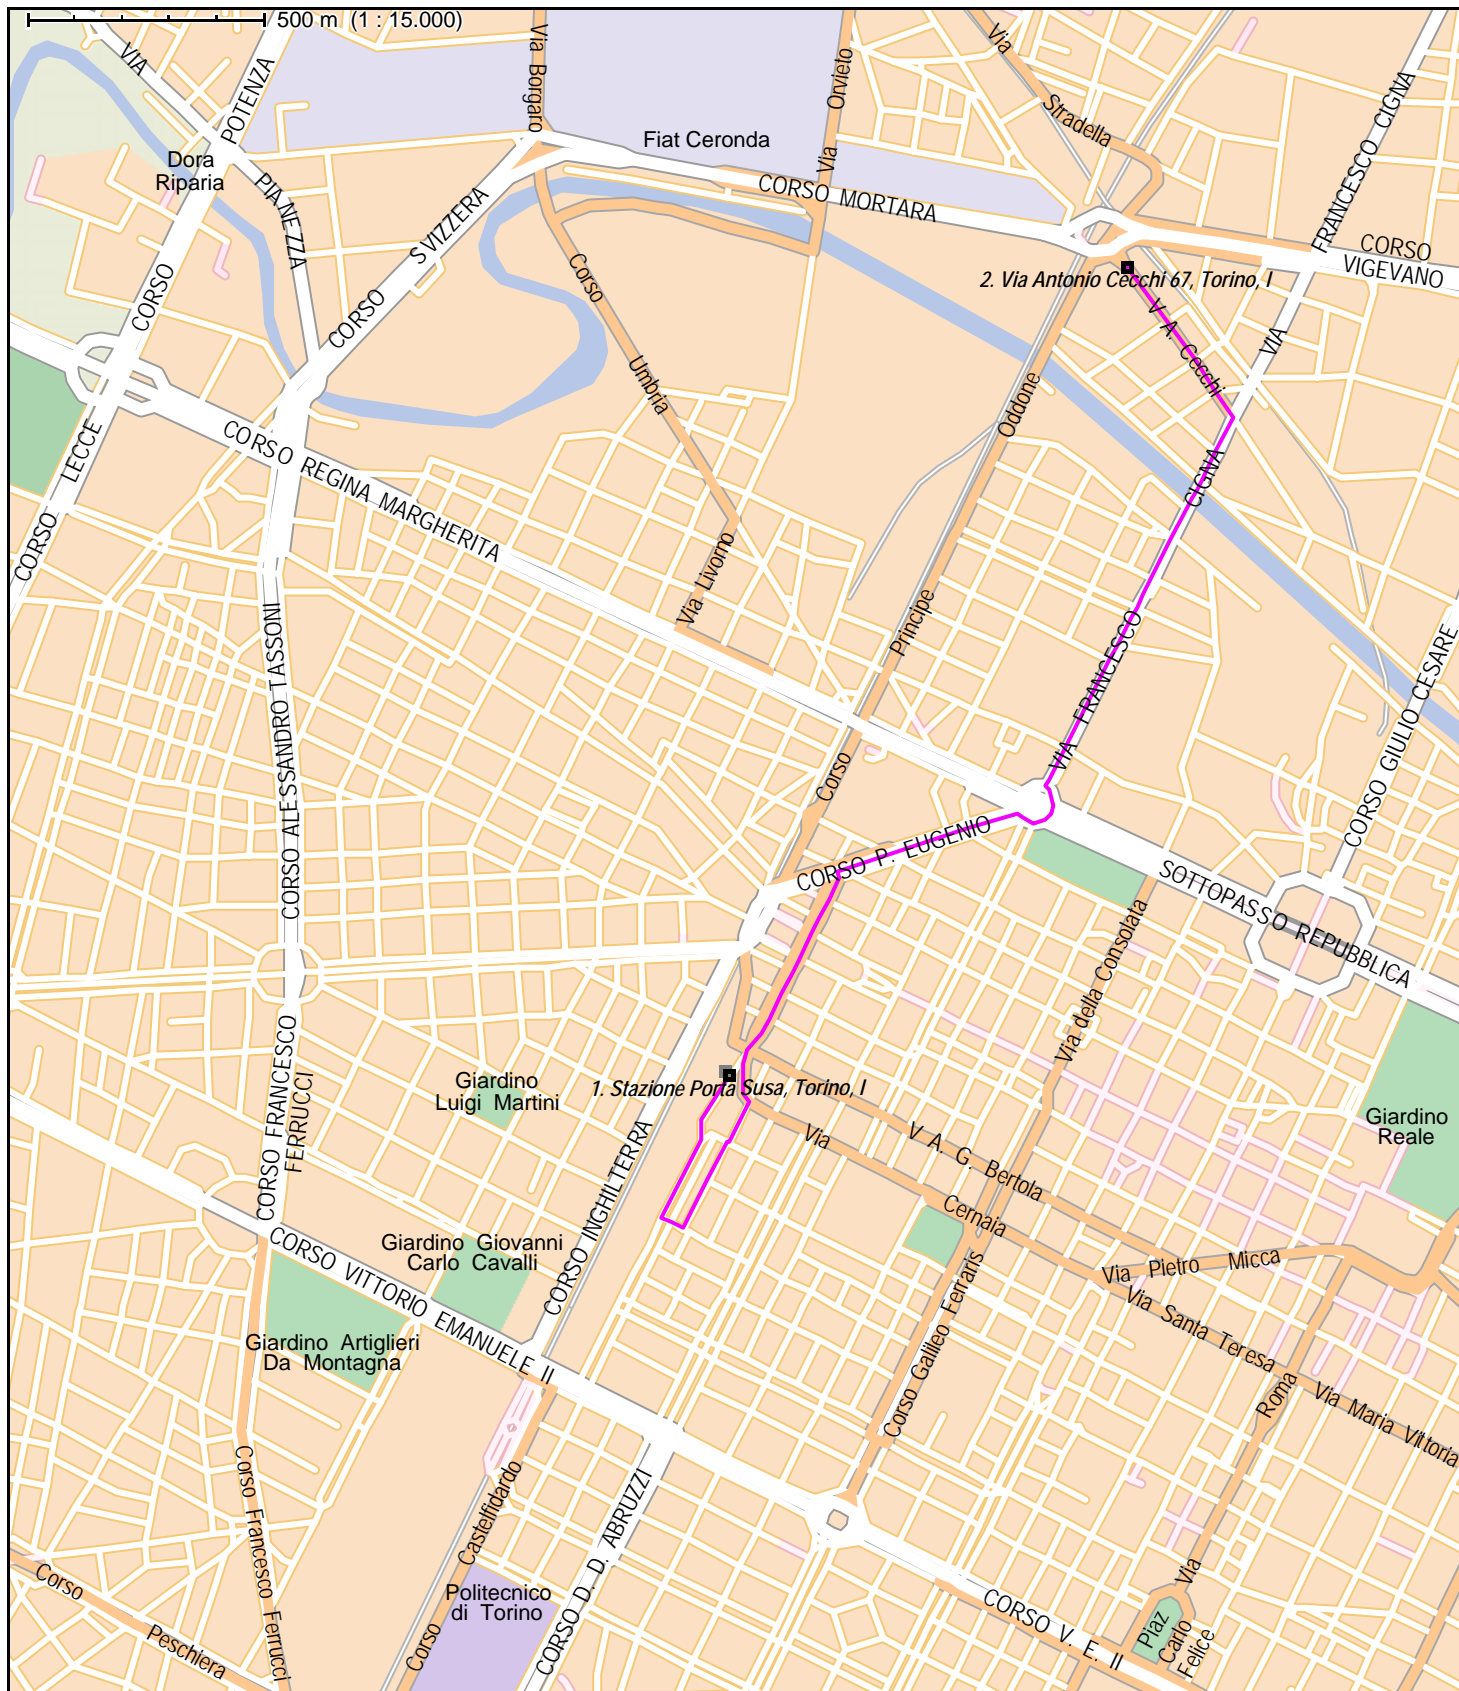 500 m (1 : 15.000)
VIA
PIANEZZA
CORSO
POTENZA
Via Borgaro
Fiat Ceronda
Via Orvieto
Via
Stradella
VIA
FRANCESCO CIGNA
Dora
Riparia
CORSO
SVIZZERA
CORSO MORTARA
CORSO
VIGEVANO
2. Via Antonio Cecchi 67, Torino, I
V A. Cecchi
Corso
Umbria
Via Livorno
CORSO
LECCE
CORSO REGINA MARGHERITA
Corso
Principe
Oddone
VIA FRANCESCO
CIGNA
CORSO GIULIO CESARE
CORSO ALESSANDRO TASSONI
CORSO P. EUGENIO
SOTTOPASSO REPUBBLICA
Via della Consolata
CORSO FRANCESCO
FERRUCCI
Giardino
Luigi Martini
1. Stazione Porta Susa, Torino, I
Giardino
Reale
Via
Cernaia
V A. G. Bertola
CORSO INGHILTERRA
Giardino Giovanni
Carlo Cavalli
Via Pietro Micca
CORSO VITTORIO EMANUELE II
Giardino Artiglieri
Da Montagna
Corso Galileo Ferraris
Via Santa Teresa
Via Maria Vittoria
Via
Roma
Corso Francesco Ferrucci
Corso
Castelfidardo
CORSO D. D. ABRUZZI
Corso
Peschiera
Politecnico
di Torino
CORSO V. E. II
Piaz
Carlo
Felice